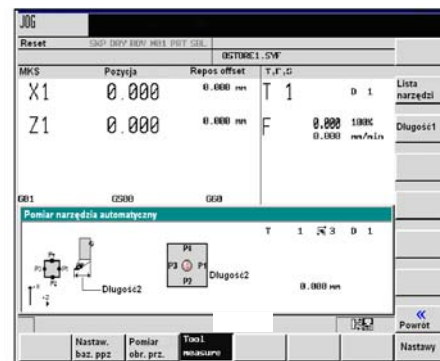 JOG
Reset SKP DRY ROV M01 PRT SBL
OSTORE1.SYF
MKS Pozycja Repos offset T,F,S
X1 0.000 0.000 mm T 1 D 1
Lista narzędzi
Z1 0.000 0.000 mm F 0.000 100%
0.000 mm/min
Długość1
G01 G500 G60
Pomiar narzędzia automatyczny
T 1 3 D 1
P1
P3 P1 Długość2
P2
Długość2
0.000 mm
Powrót
Nastaw. baz. ppz
Pomiar obr. prz.
Tool measure
Nastawy